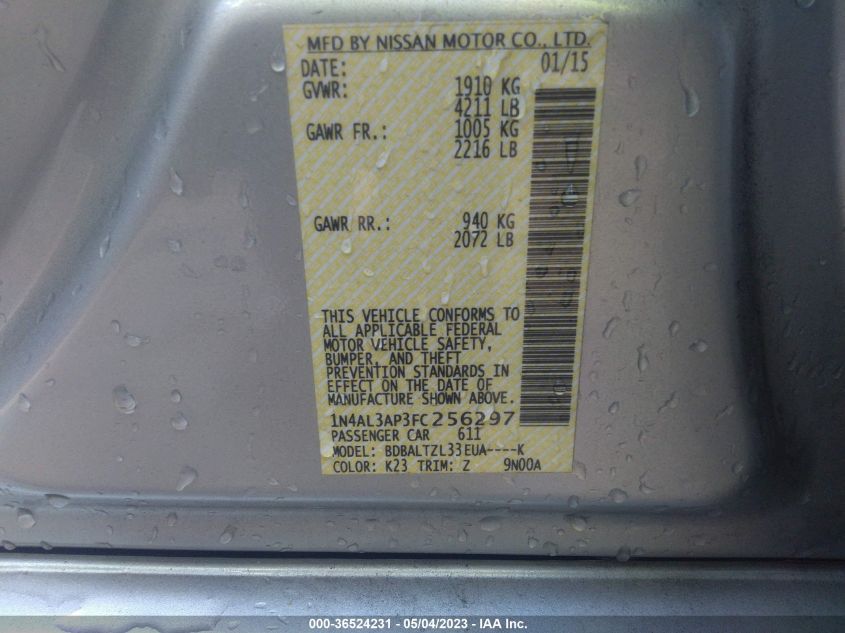 MFD BY NISSAN MOTOR CO., LTD.
DATE: 01/15
GVWR: 1910 KG
4211 LB
GAWR FR.: 1005 KG
2216 LB
GAWR RR.: 940 KG
2072 LB
THIS VEHICLE CONFORMS TO
ALL APPLICABLE FEDERAL
MOTOR VEHICLE SAFETY,
BUMPER, AND THEFT
PREVENTION STANDARDS IN
EFFECT ON THE DATE OF
MANUFACTURE SHOWN ABOVE.
1N4AL3AP3FC256297
PASSENGER CAR 611
MODEL: BDBALTZL33EUA----K
COLOR: K23 TRIM: Z 9N00A
000-36524231 - 05/04/2023 - IAA Inc.